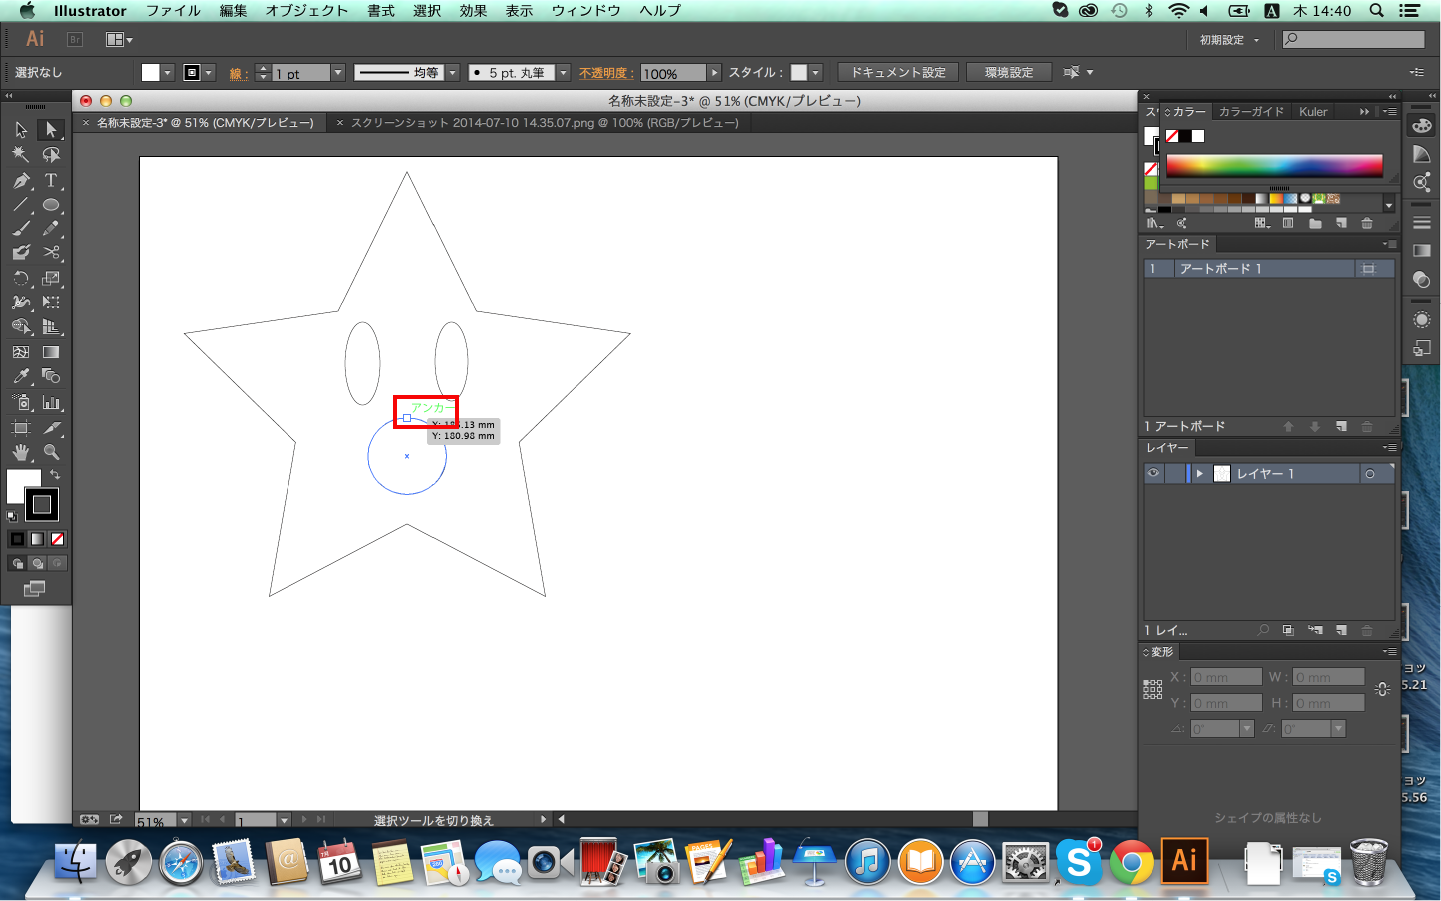 Illustrator ファイル 編集 オブジェクト 書式 選択 効果 表示 ウィンドウ ヘルプ
A 木 14:40
Ai Br
初期設定
選択なし
線 : 1 pt
均等
5 pt. 丸筆
不透明度 : 100%
スタイル :
ドキュメント設定
環境設定
名称未設定-3* @ 51% (CMYK/プレビュー)
× 名称未設定-3* @ 51% (CMYK/プレビュー)
× スクリーンショット 2014-07-10 14.35.07.png @ 100% (RGB/プレビュー)
カラー カラーガイド Kuler
アートボード
1 アートボード 1
アンカー
Y: 180.98 mm
1 アートボード
レイヤー
レイヤー 1
1 レイ...
変形
X : 0 mm W : 0 mm
Y : 0 mm H : 0 mm
0° 0°
シェイプの属性なし
ョッ
5.21
ョッ
5.56
51%
1
選択ツールを切り換え
10
PAGES
S
1
Ai
S